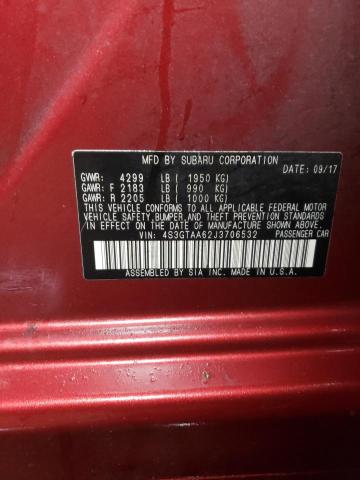 MFD BY SUBARU CORPORATION
DATE: 09/17
GVWR: 4299 LB ( 1950 KG)
GAWR: F 2183 LB ( 990 KG)
GAWR: R 2205 LB ( 1000 KG)
THIS VEHICLE CONFORMS TO ALL APPLICABLE FEDERAL MOTOR
VEHICLE SAFETY, BUMPER, AND THEFT PREVENTION STANDARDS
IN EFFECT ON THE DATE OF MANUFACTURE SHOWN ABOVE.
VIN: 4S3GTAA62J3706532 PASSENGER CAR
ASSEMBLED BY SIA INC. MADE IN U.S.A.